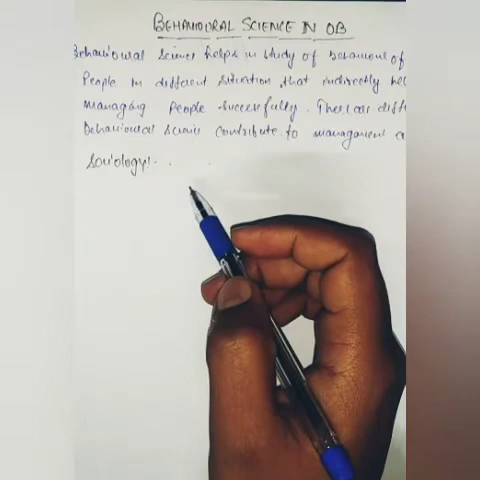 BEHAVIOURAL SCIENCE IN OB
Behavioural Science helps in study of behaviour of
People in different Situation that indirectly hel
managing People successfully. There are diff
Behavioural Science contribute to management a
Sociology:-